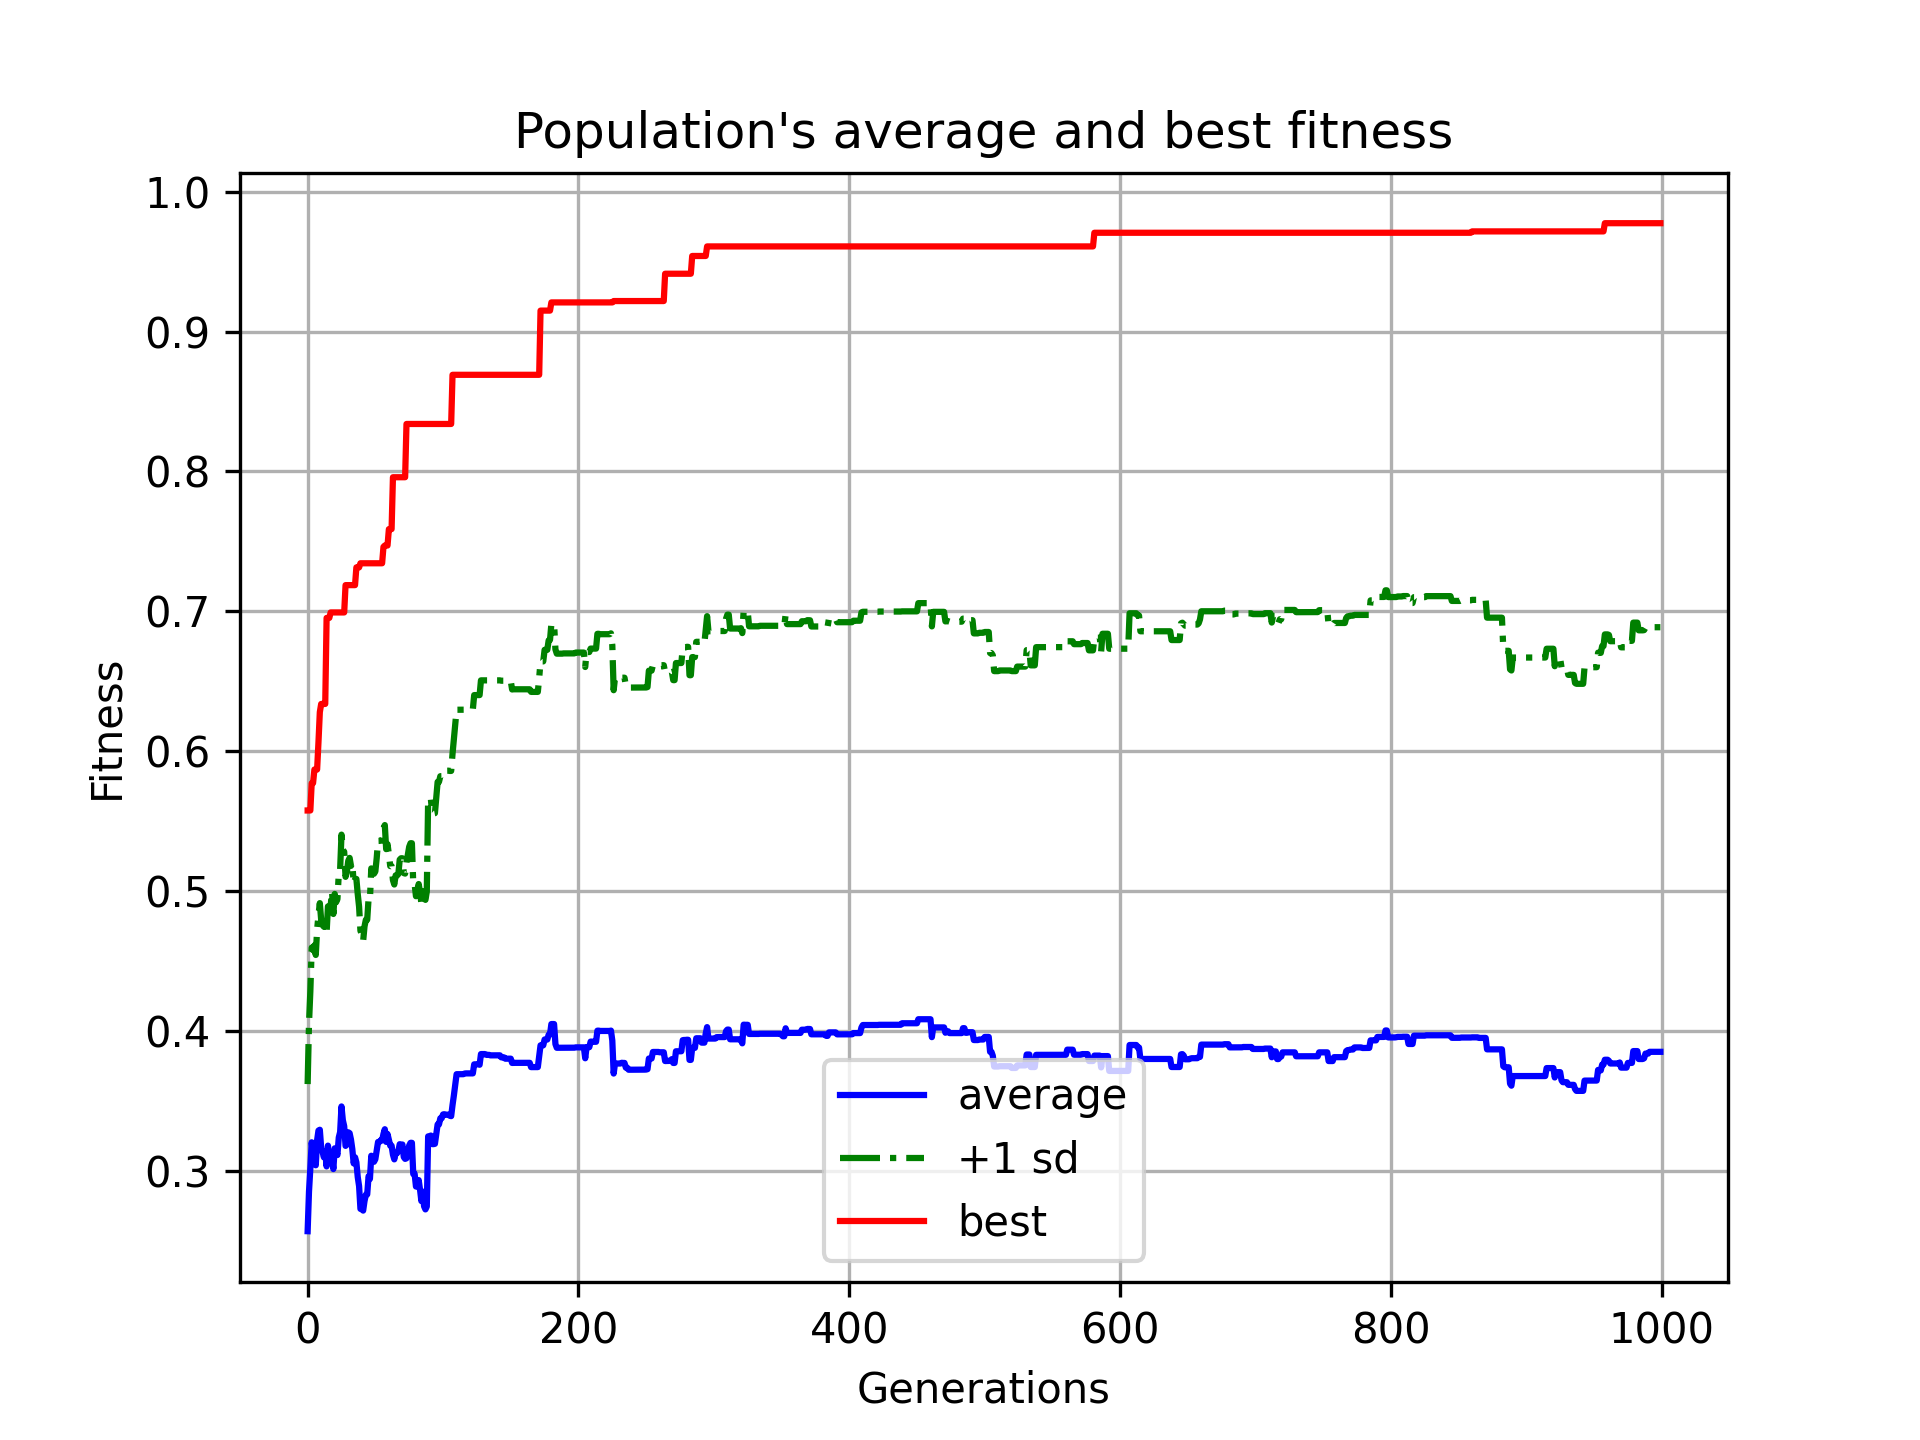 Population's average and best fitness
1.0
0.9
0.8
0.7
0.6
0.5
0.4
0.3
Fitness
average
+1 sd
best
0 200 400 600 800 1000
Generations